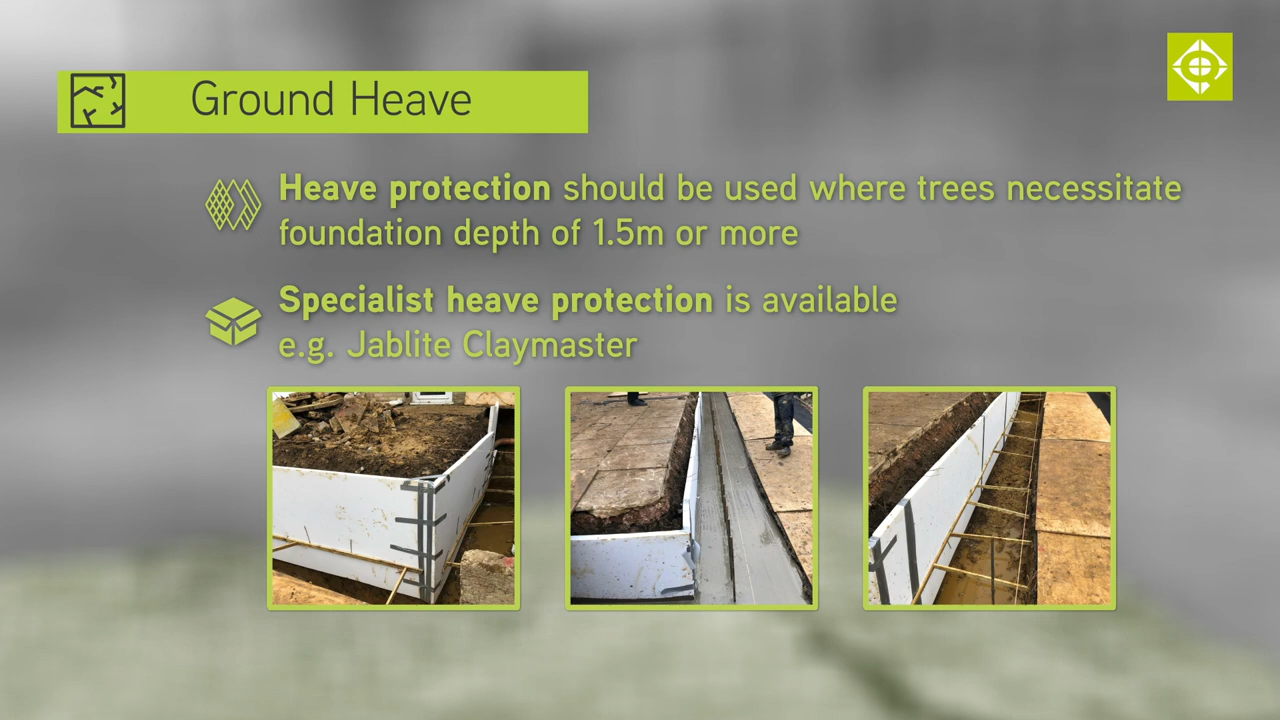 Ground Heave
Heave protection should be used where trees necessitate
foundation depth of 1.5m or more
Specialist heave protection is available
e.g. Jablite Claymaster